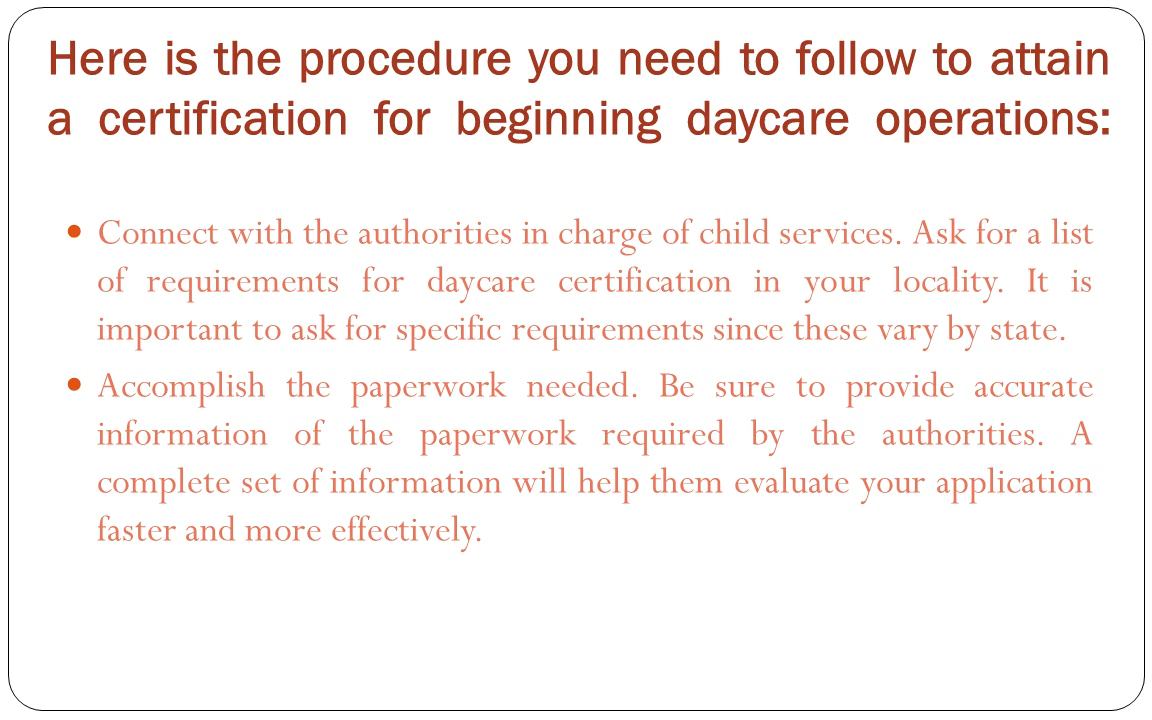 Here is the procedure you need to follow to attain
a certification for beginning daycare operations:
• Connect with the authorities in charge of child services. Ask for a list
of requirements for daycare certification in your locality. It is
important to ask for specific requirements since these vary by state.
• Accomplish the paperwork needed. Be sure to provide accurate
information of the paperwork required by the authorities. A
complete set of information will help them evaluate your application
faster and more effectively.